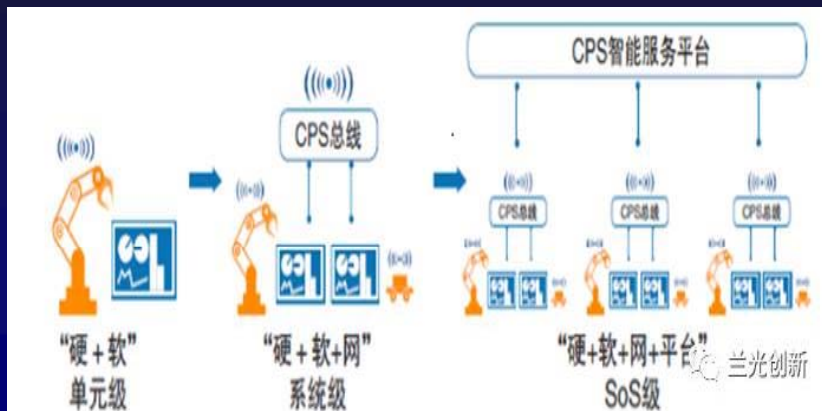 CPS智能服务平台
CPS总线
CPS总线
CPS总线
CPS总线
“硬+软”
单元级
“硬+软+网”
系统级
“硬+软+网+平台”
SoS级
兰光创新